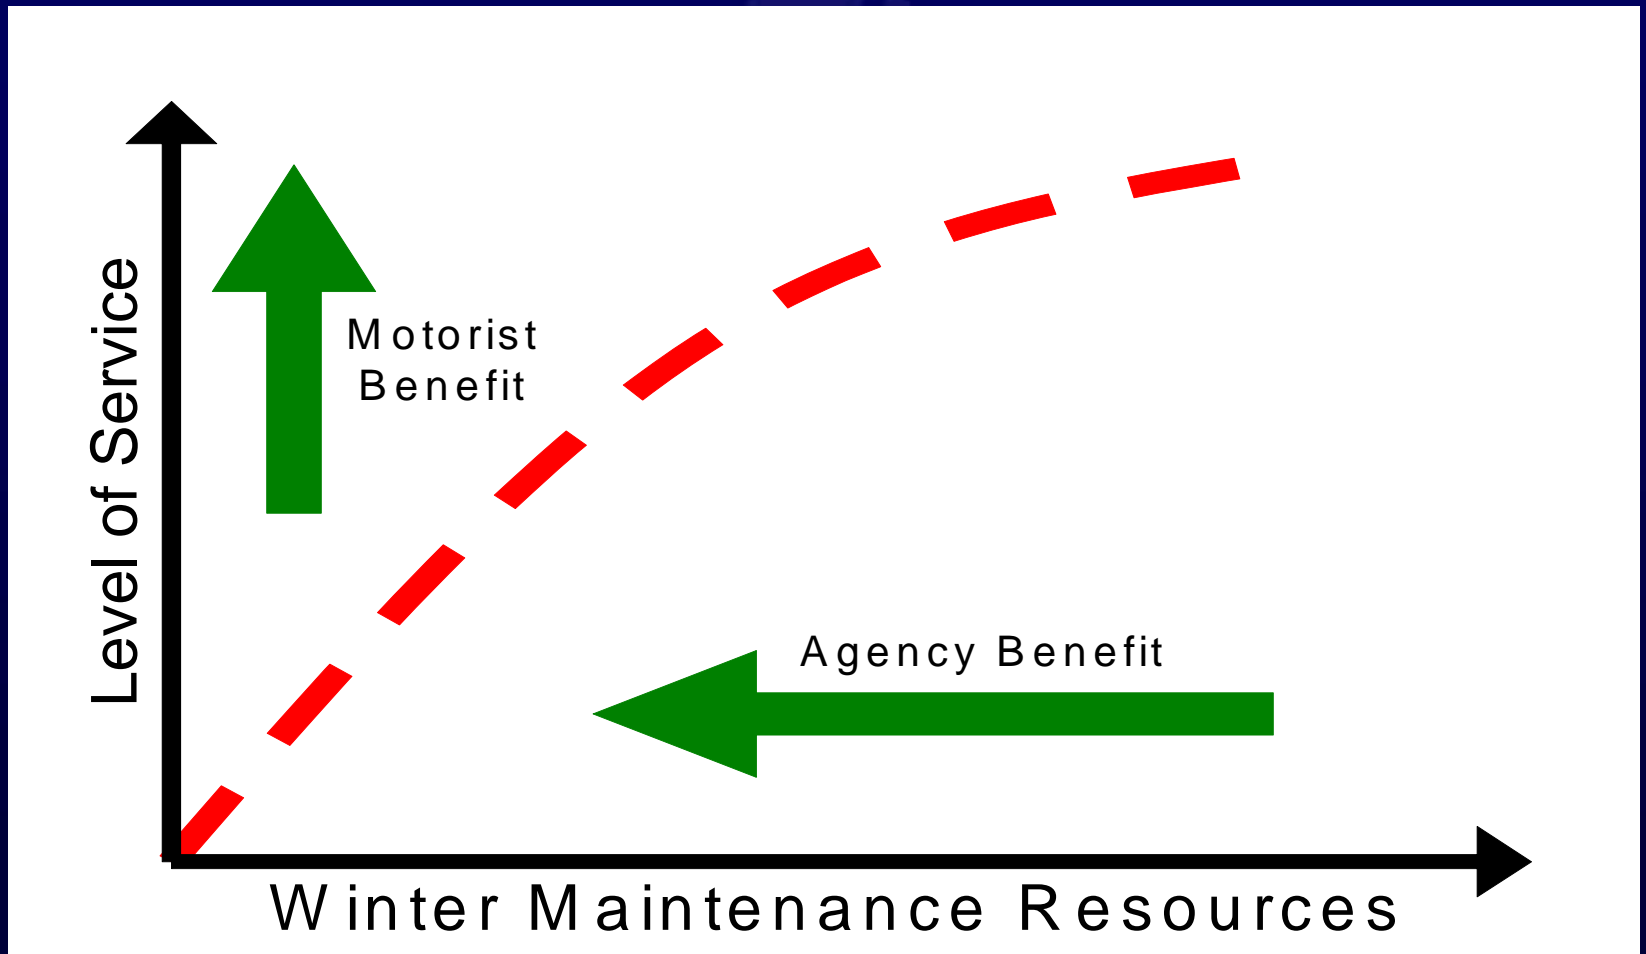 Level of Service
Motorist
Benefit
Agency Benefit
Winter Maintenance Resources